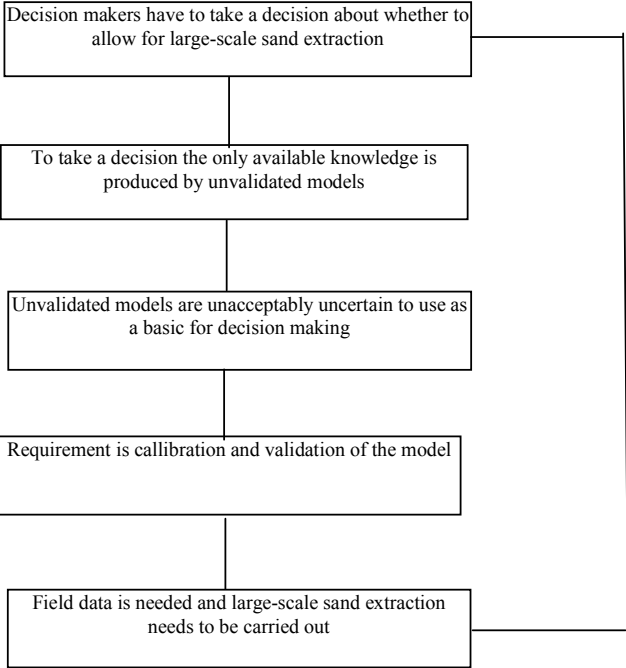 Decision makers have to take a decision about whether to
allow for large-scale sand extraction
To take a decision the only available knowledge is
produced by unvalidated models
Unvalidated models are unacceptably uncertain to use as
a basic for decision making
Requirement is callibration and validation of the model
Field data is needed and large-scale sand extraction
needs to be carried out